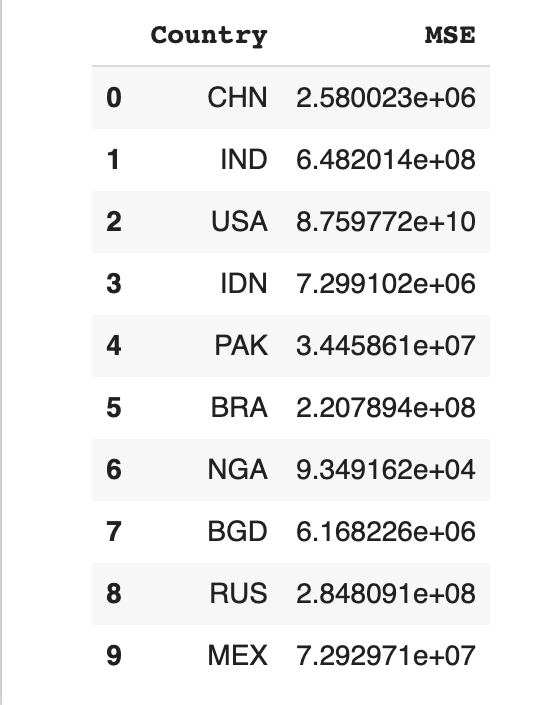 Country MSE
0 CHN 2.580023e+06
1 IND 6.482014e+08
2 USA 8.759772e+10
3 IDN 7.299102e+06
4 PAK 3.445861e+07
5 BRA 2.207894e+08
6 NGA 9.349162e+04
7 BGD 6.168226e+06
8 RUS 2.848091e+08
9 MEX 7.292971e+07